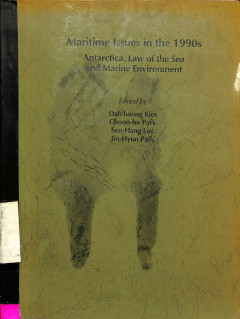 Maritime Issues in the 1990s
Antarctica, Law of the Sea
and Marine Environment
Edited by
Dalchoong Kim
Choon-ho Park
Seo-Hang Lee
Jin-Hyun Paik